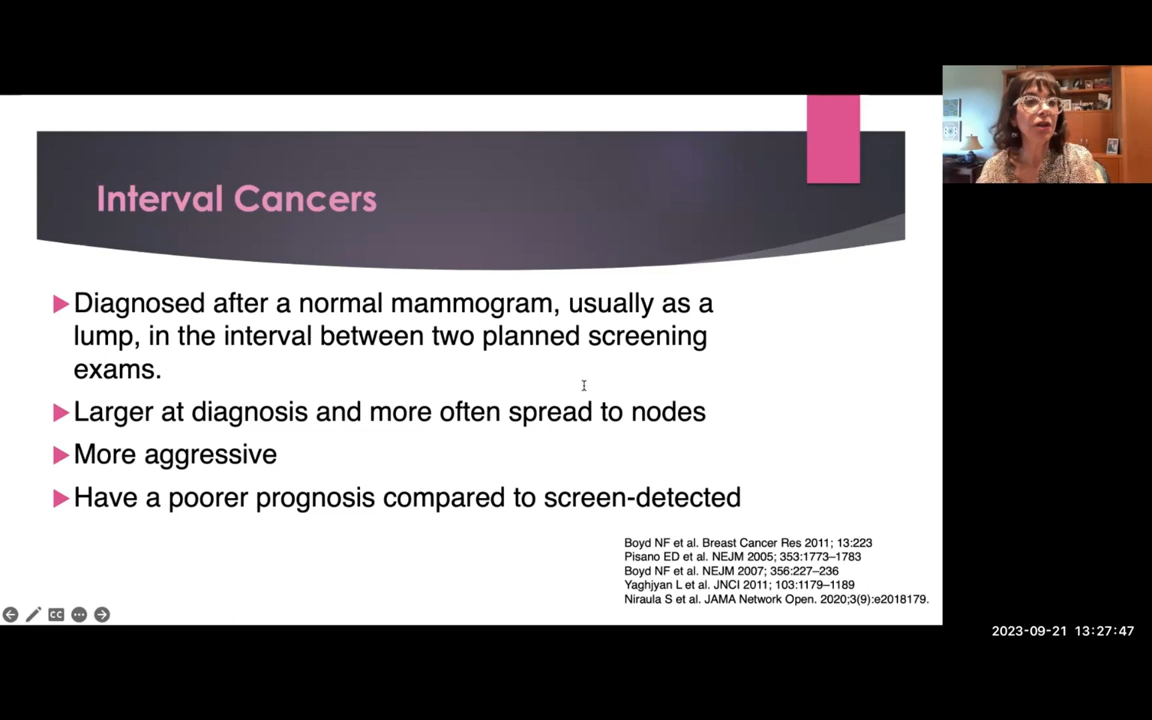 Interval Cancers
Diagnosed after a normal mammogram, usually as a
lump, in the interval between two planned screening
exams.
Larger at diagnosis and more often spread to nodes
More aggressive
Have a poorer prognosis compared to screen-detected
Boyd NF et al. Breast Cancer Res 2011; 13:223
Pisano ED et al. NEJM 2005; 353:1773–1783
Boyd NF et al. NEJM 2007; 356:227–236
Yaghjyan L et al. JNCI 2011; 103:1179–1189
Niraula S et al. JAMA Network Open. 2020;3(9):e2018179.
CC
2023-09-21 13:27:47